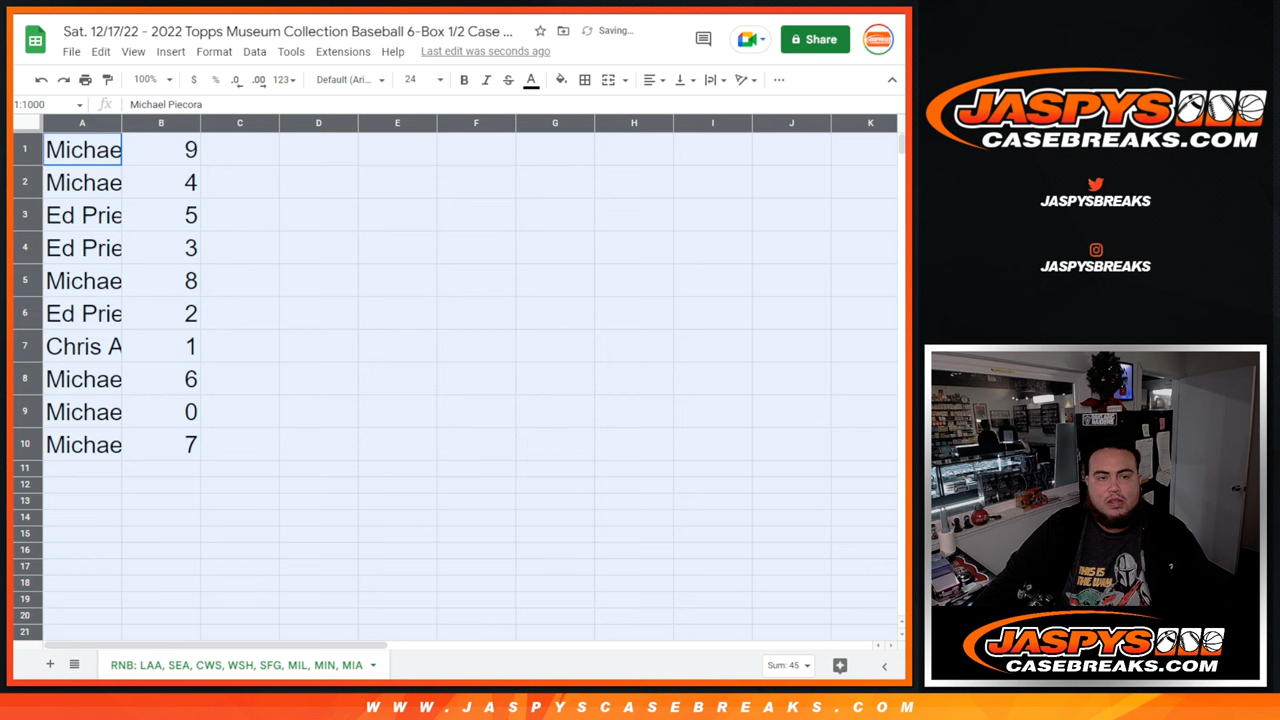 Sat. 12/17/22 - 2022 Topps Museum Collection Baseball 6-Box 1/2 Case ...
Saving...
Share
File Edit View Insert Format Data Tools Extensions Help Last edit was seconds ago
100% $ % .0 .00 123 Default (Ari... 24 B I S A
1:1000 fx Michael Piecora
A B C D E F G H I J K
1 Michae 9
2 Michae 4
3 Ed Prie 5
4 Ed Prie 3
5 Michae 8
6 Ed Prie 2
7 Chris A 1
8 Michae 6
9 Michae 0
10 Michae 7
11
12
13
14
15
16
17
18
19
20
21
RNB: LAA, SEA, CWS, WSH, SFG, MIL, MIN, MIA
Sum: 45
JASPYS
CASEBREAKS.COM
JASPYSBREAKS
JASPYSBREAKS
THIS IS
THE WAY
JASPYS
CASEBREAKS.COM
WWW.JASPYSCASEBREAKS.COM